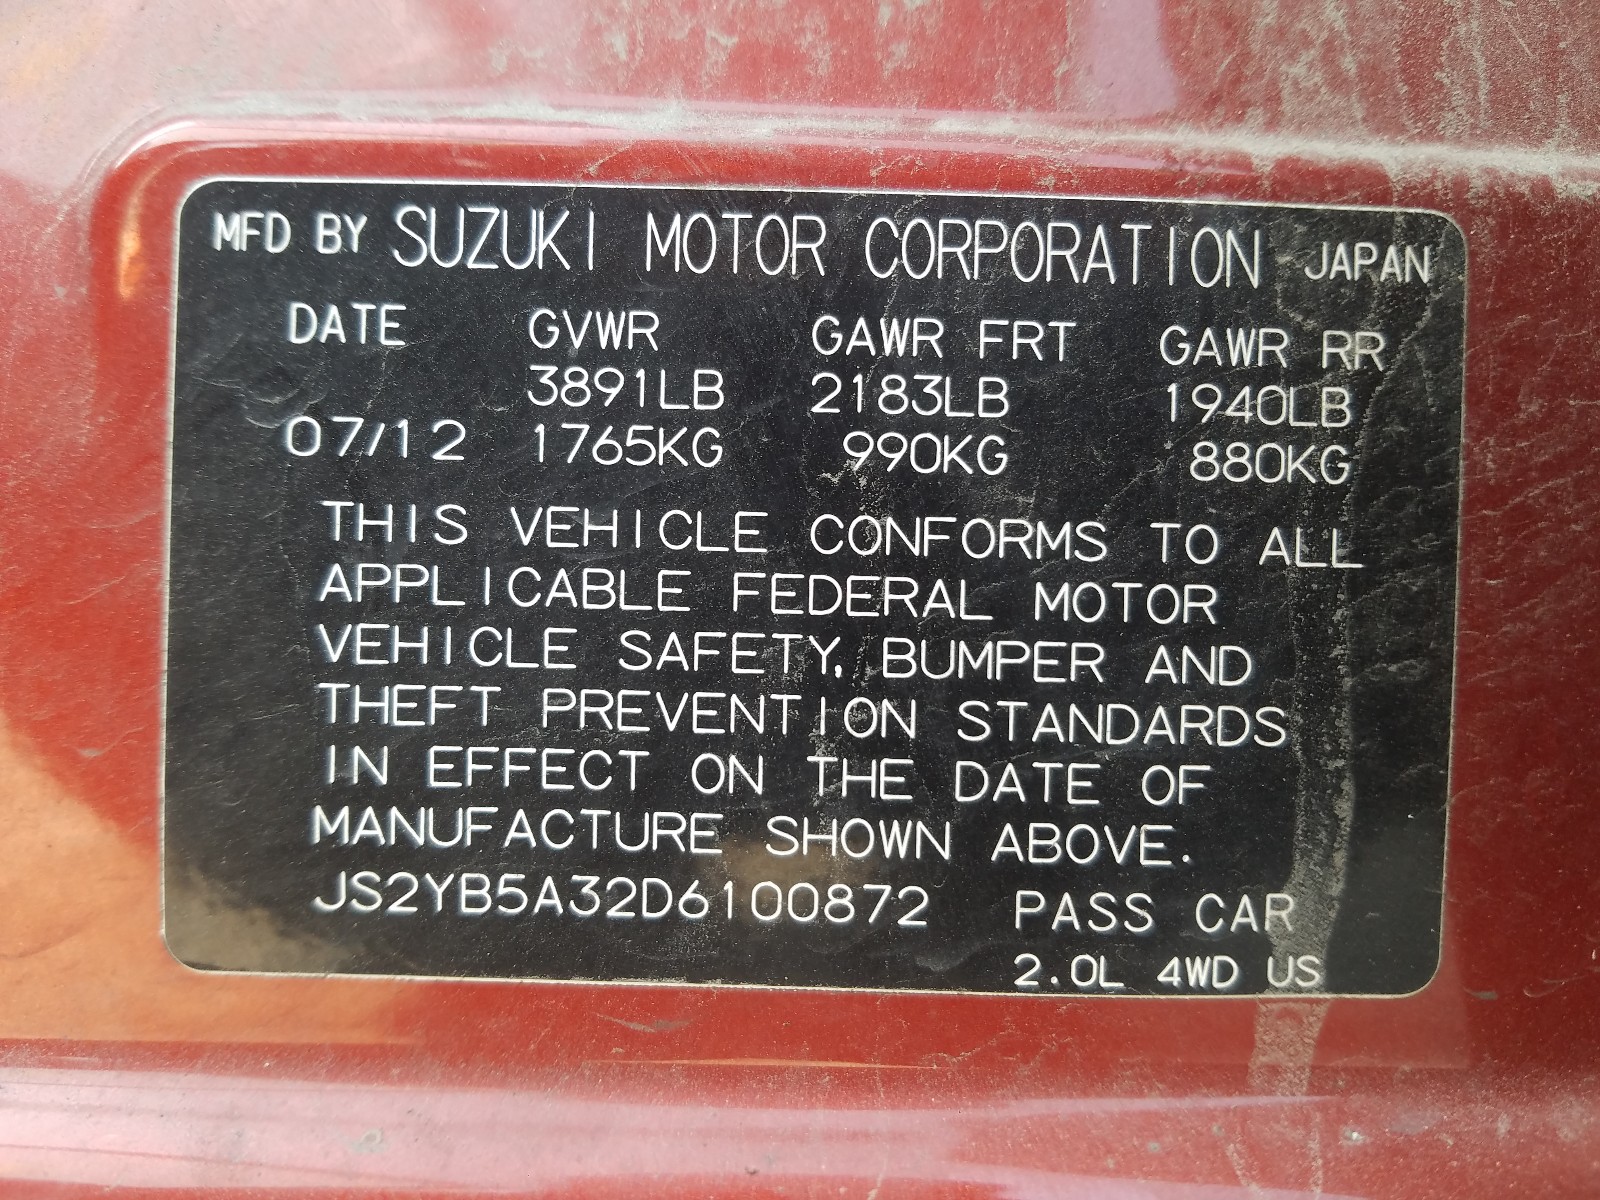 MFD BY SUZUKI MOTOR CORPORATION JAPAN
DATE GVWR GAWR FRT GAWR RR
3891LB 2183LB 1940LB
07/12 1765KG 990KG 880KG
THIS VEHICLE CONFORMS TO ALL
APPLICABLE FEDERAL MOTOR
VEHICLE SAFETY, BUMPER AND
THEFT PREVENTION STANDARDS
IN EFFECT ON THE DATE OF
MANUFACTURE SHOWN ABOVE.
JS2YB5A32D6100872 PASS CAR
2.0L 4WD US